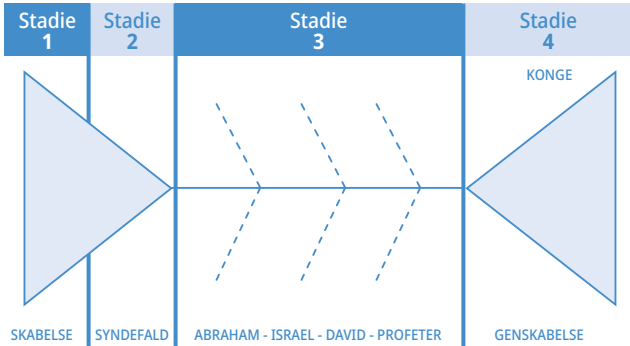 Stadie
1
Stadie
2
Stadie
3
Stadie
4
KONGE
SKABELSE
SYNDEFALD
ABRAHAM - ISRAEL - DAVID - PROFETER
GENSKABELSE